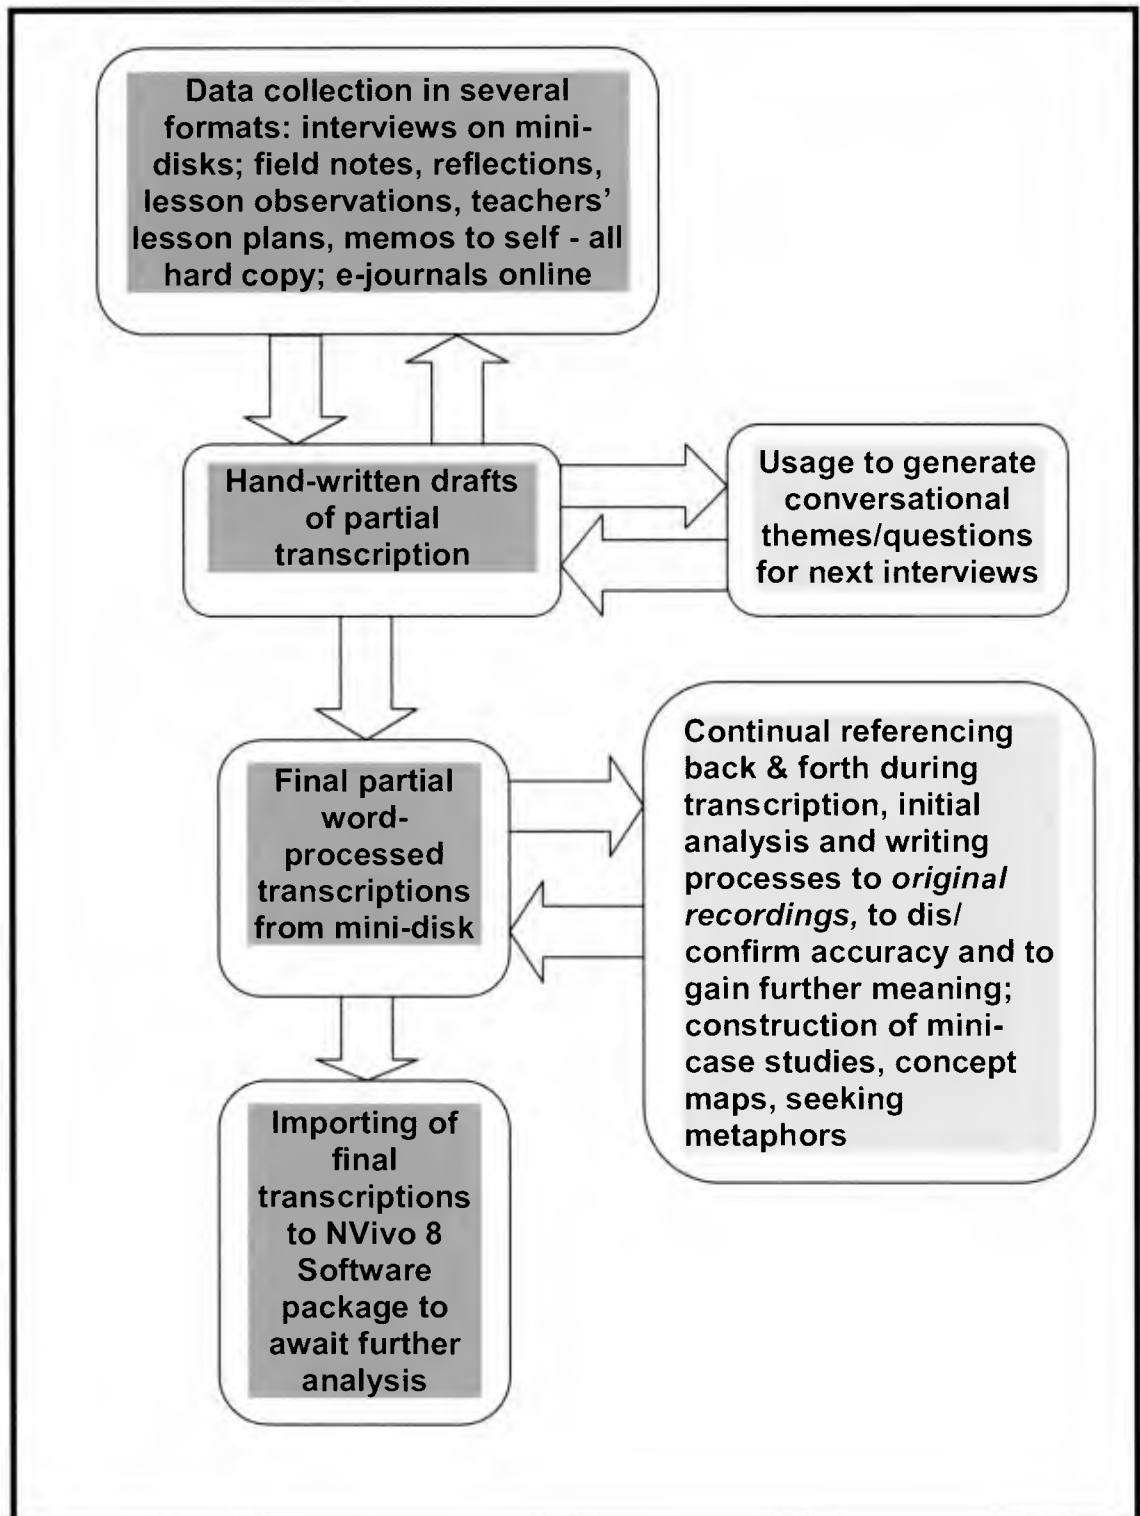 Data collection in several
formats: interviews on mini-
disks; field notes, reflections,
lesson observations, teachers’
lesson plans, memos to self - all
hard copy; e-journals online
Hand-written drafts
of partial
transcription
Usage to generate
conversational
themes/questions
for next interviews
Final partial
word-
processed
transcriptions
from mini-disk
Continual referencing
back & forth during
transcription, initial
analysis and writing
processes to original
recordings, to dis/
confirm accuracy and to
gain further meaning;
construction of mini-
case studies, concept
maps, seeking
metaphors
Importing of
final
transcriptions
to NVivo 8
Software
package to
await further
analysis